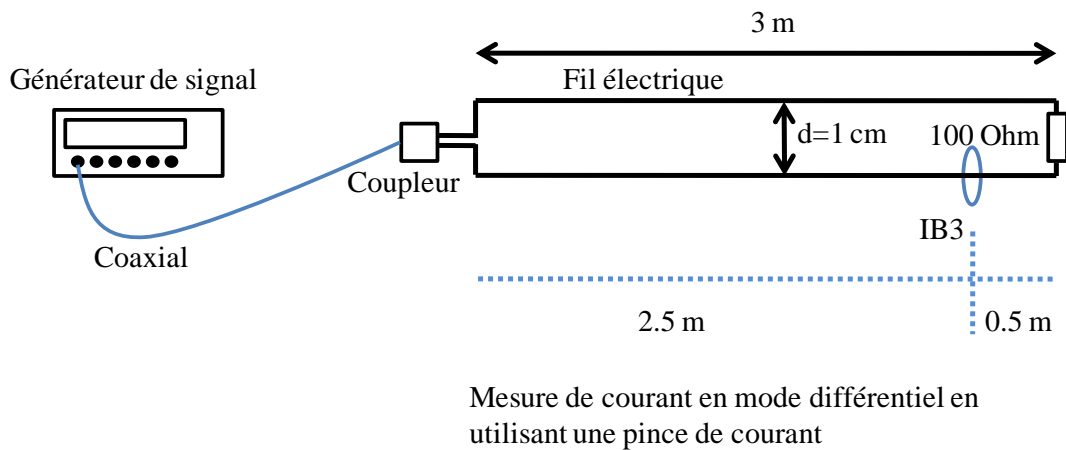 3 m
Générateur de signal
Fil électrique
d=1 cm
100 Ohm
Coupleur
IB3
Coaxial
2.5 m
0.5 m
Mesure de courant en mode différentiel en
utilisant une pince de courant